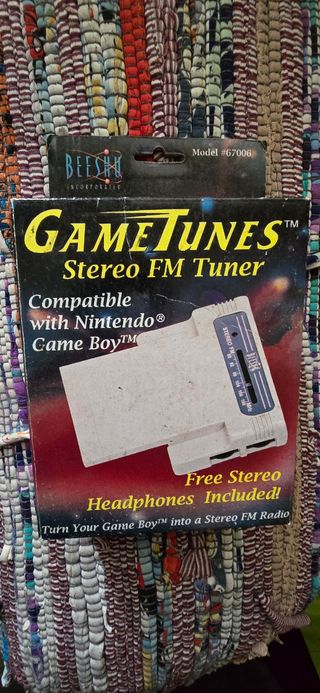 BEESHU
INCORPORATED
Model #67006
GAMETUNES™
Stereo FM Tuner
Compatible
with Nintendo®
Game Boy™
Free Stereo
Headphones Included!
Turn Your Game Boy™ into a Stereo FM Radio